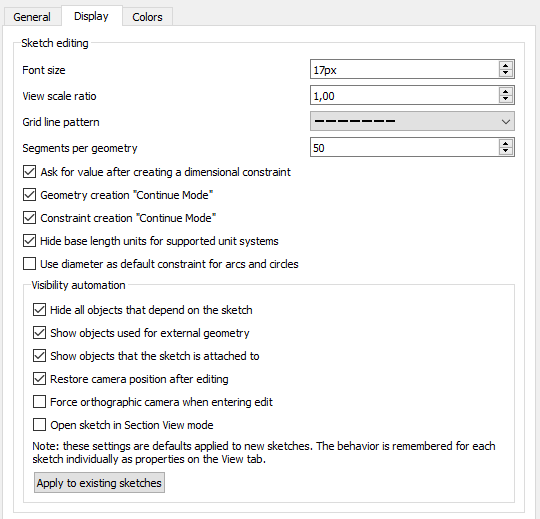 General Display Colors
Sketch editing
Font size 17px
View scale ratio 1,00
Grid line pattern
Segments per geometry 50
Ask for value after creating a dimensional constraint
Geometry creation "Continue Mode"
Constraint creation "Continue Mode"
Hide base length units for supported unit systems
Use diameter as default constraint for arcs and circles
Visibility automation
Hide all objects that depend on the sketch
Show objects used for external geometry
Show objects that the sketch is attached to
Restore camera position after editing
Force orthographic camera when entering edit
Open sketch in Section View mode
Note: these settings are defaults applied to new sketches. The behavior is remembered for each
sketch individually as properties on the View tab.
Apply to existing sketches